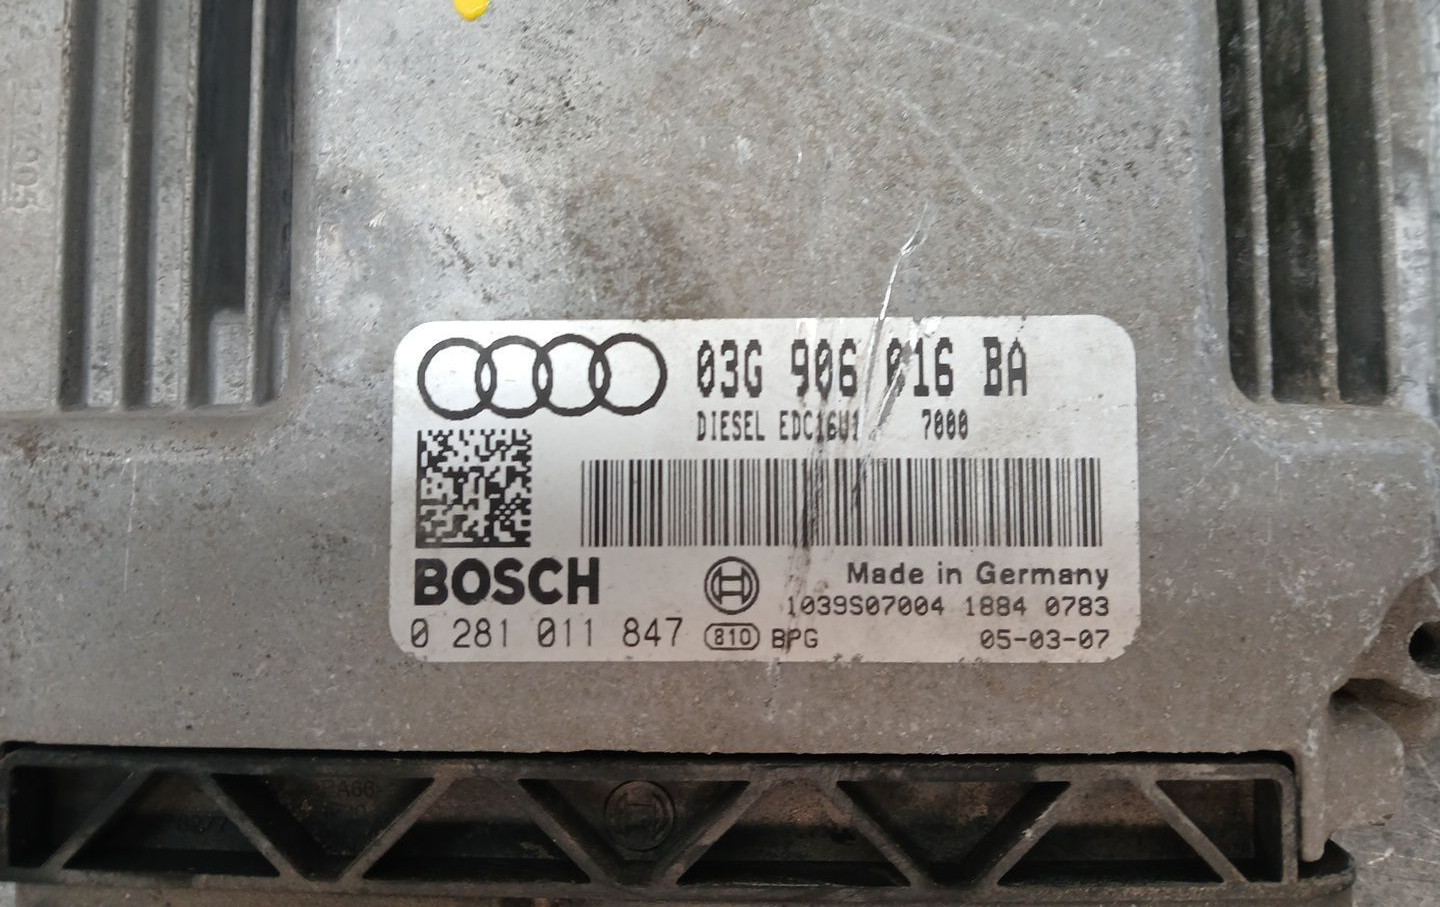 03G 906 016 BA
DIESEL EDC16U1 7000
BOSCH
Made in Germany
1039S07004 1884 0783
0 281 011 847 810 BPG 05-03-07